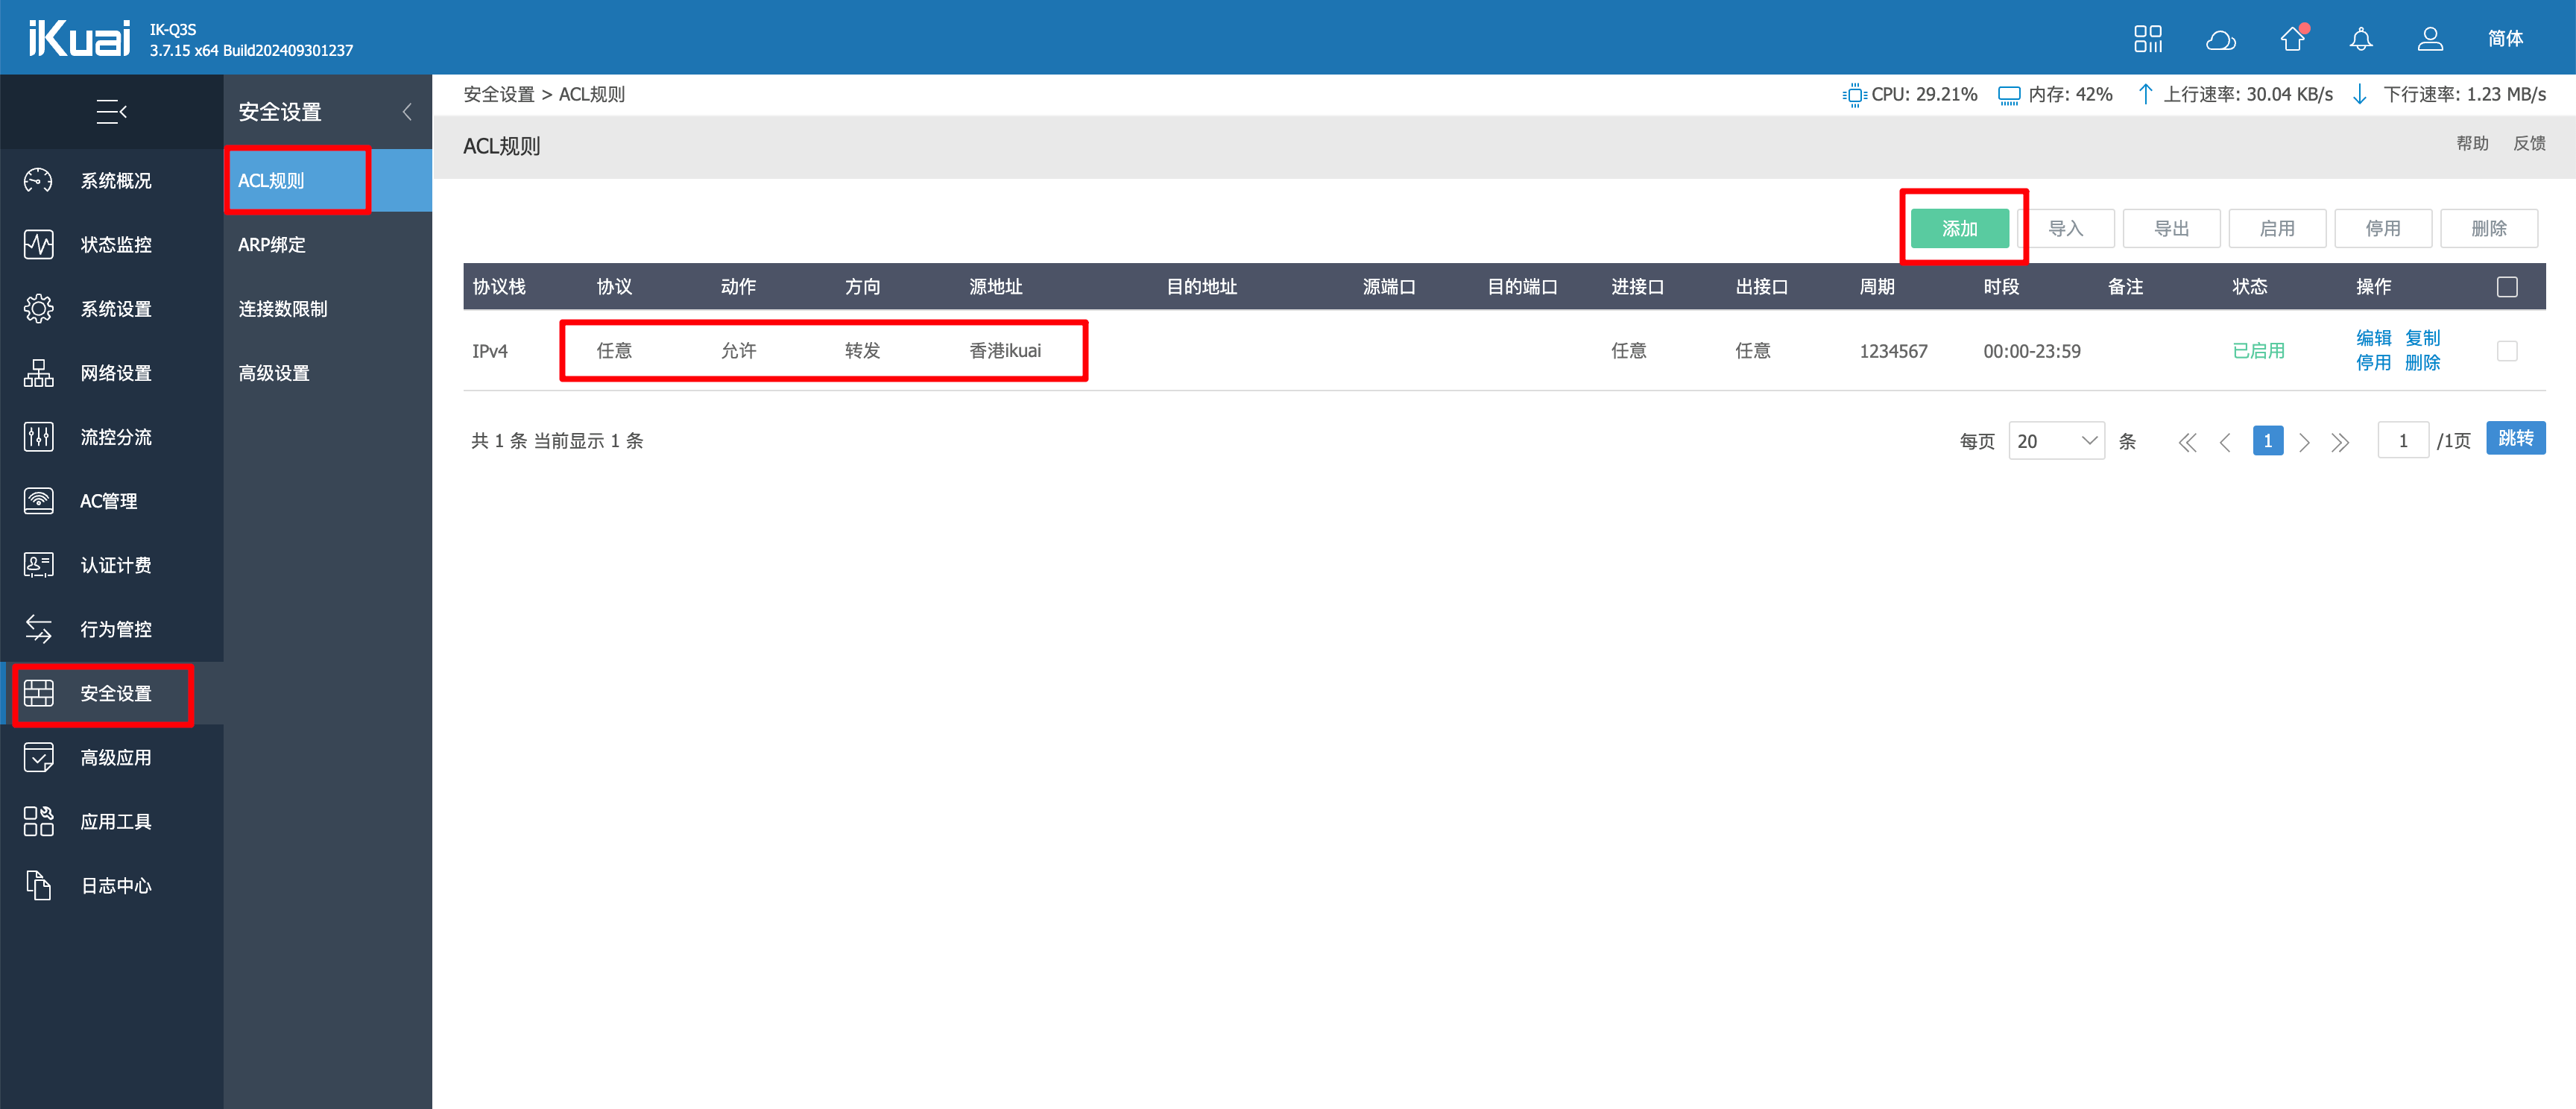 iKuai
IK-Q3S
3.7.15 x64 Build202409301237
简体
安全设置
安全设置 > ACL规则
CPU: 29.21%
内存: 42%
上行速率: 30.04 KB/s
下行速率: 1.23 MB/s
ACL规则
帮助
反馈
系统概况
状态监控
系统设置
网络设置
流控分流
AC管理
认证计费
行为管控
安全设置
高级应用
应用工具
日志中心
ACL规则
ARP绑定
连接数限制
高级设置
添加
导入
导出
启用
停用
删除
协议栈 协议 动作 方向 源地址 目的地址 源端口 目的端口 进接口 出接口 周期 时段 备注 状态 操作
IPv4 任意 允许 转发 香港ikuai 任意 任意 1234567 00:00-23:59 已启用
编辑 复制
停用 删除
共 1 条 当前显示 1 条
每页 20 条
1
1 /1页
跳转